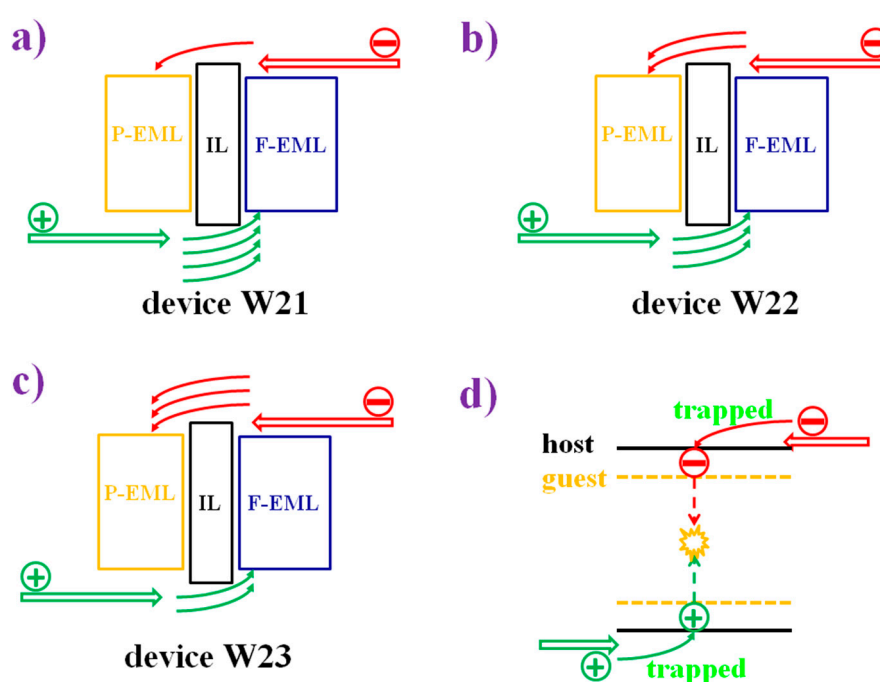 a)
P-EML
IL
F-EML
device W21
b)
P-EML
IL
F-EML
device W22
c)
P-EML
IL
F-EML
device W23
d)
trapped
host
guest
trapped